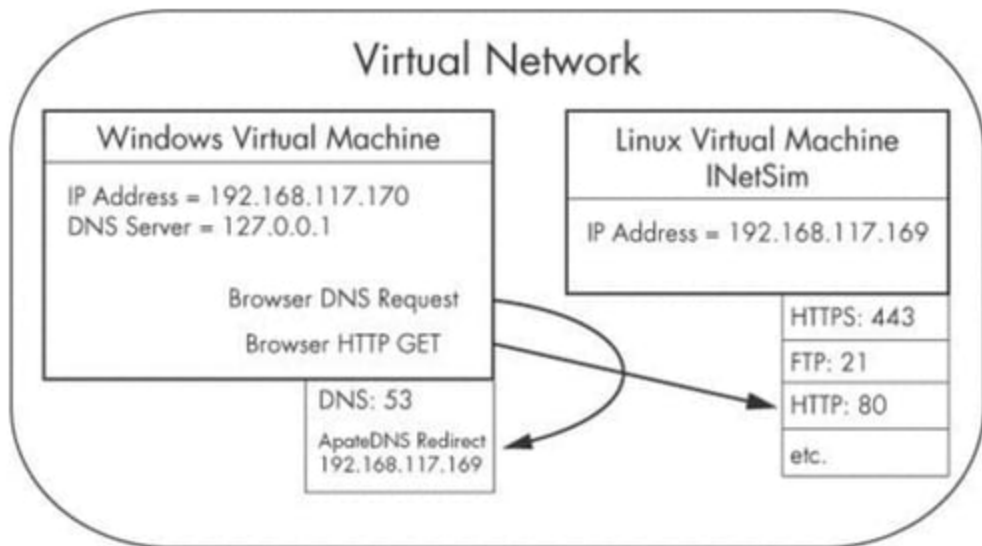 Virtual Network
Windows Virtual Machine
IP Address = 192.168.117.170
DNS Server = 127.0.0.1
Browser DNS Request
Browser HTTP GET
DNS: 53
ApateDNS Redirect
192.168.117.169
Linux Virtual Machine
INetSim
IP Address = 192.168.117.169
HTTPS: 443
FTP: 21
HTTP: 80
etc.